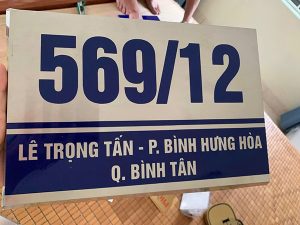 569/12
LÊ TRỌNG TẤN - P. BÌNH HƯNG HÒA
Q. BÌNH TÂN